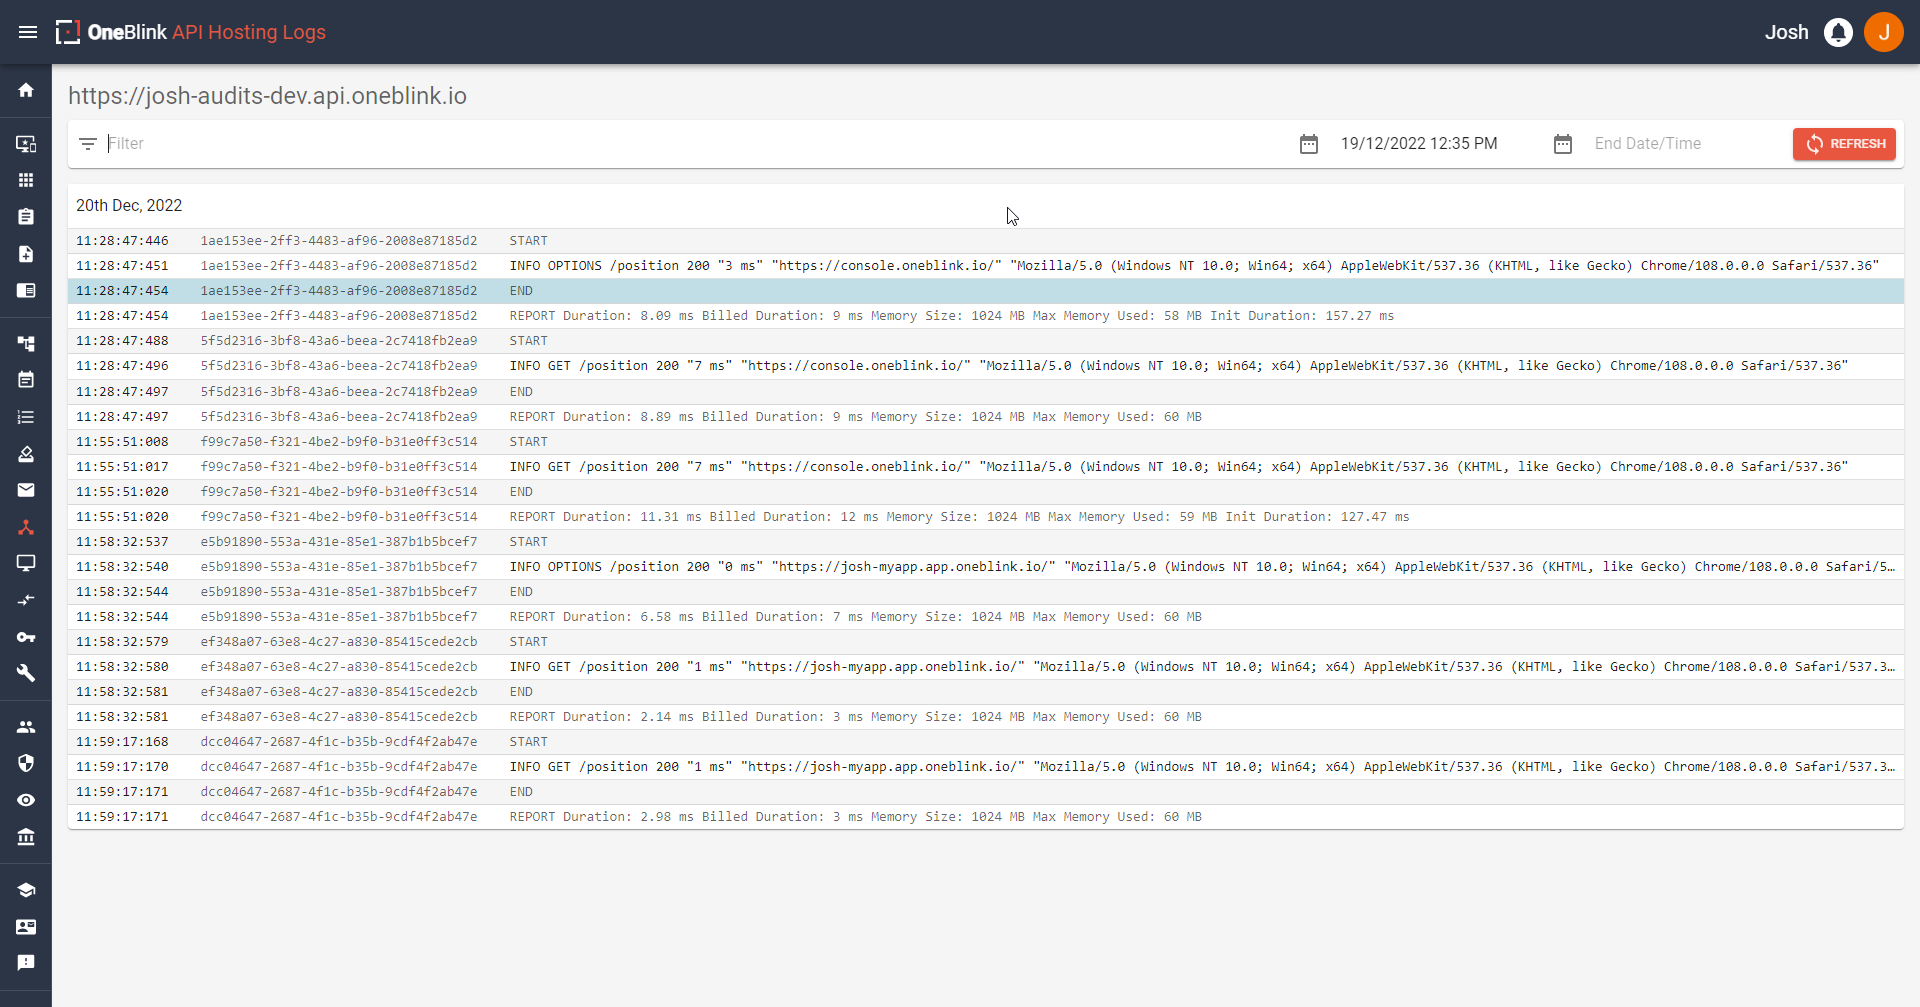 OneBlink API Hosting Logs
Josh
J
https://josh-audits-dev.api.oneblink.io
Filter
19/12/2022 12:35 PM
End Date/Time
REFRESH
20th Dec, 2022
11:28:47:446 1ae153ee-2ff3-4483-af96-2008e87185d2 START
11:28:47:451 1ae153ee-2ff3-4483-af96-2008e87185d2 INFO OPTIONS /position 200 "3 ms" "https://console.oneblink.io/" "Mozilla/5.0 (Windows NT 10.0; Win64; x64) AppleWebKit/537.36 (KHTML, like Gecko) Chrome/108.0.0.0 Safari/537.36"
11:28:47:454 1ae153ee-2ff3-4483-af96-2008e87185d2 END
11:28:47:454 1ae153ee-2ff3-4483-af96-2008e87185d2 REPORT Duration: 8.09 ms Billed Duration: 9 ms Memory Size: 1024 MB Max Memory Used: 58 MB Init Duration: 157.27 ms
11:28:47:488 5f5d2316-3bf8-43a6-beea-2c7418fb2ea9 START
11:28:47:496 5f5d2316-3bf8-43a6-beea-2c7418fb2ea9 INFO GET /position 200 "7 ms" "https://console.oneblink.io/" "Mozilla/5.0 (Windows NT 10.0; Win64; x64) AppleWebKit/537.36 (KHTML, like Gecko) Chrome/108.0.0.0 Safari/537.36"
11:28:47:497 5f5d2316-3bf8-43a6-beea-2c7418fb2ea9 END
11:28:47:497 5f5d2316-3bf8-43a6-beea-2c7418fb2ea9 REPORT Duration: 8.89 ms Billed Duration: 9 ms Memory Size: 1024 MB Max Memory Used: 60 MB
11:55:51:008 f99c7a50-f321-4be2-b9f0-b31e0ff3c514 START
11:55:51:017 f99c7a50-f321-4be2-b9f0-b31e0ff3c514 INFO GET /position 200 "7 ms" "https://console.oneblink.io/" "Mozilla/5.0 (Windows NT 10.0; Win64; x64) AppleWebKit/537.36 (KHTML, like Gecko) Chrome/108.0.0.0 Safari/537.36"
11:55:51:020 f99c7a50-f321-4be2-b9f0-b31e0ff3c514 END
11:55:51:020 f99c7a50-f321-4be2-b9f0-b31e0ff3c514 REPORT Duration: 11.31 ms Billed Duration: 12 ms Memory Size: 1024 MB Max Memory Used: 59 MB Init Duration: 127.47 ms
11:58:32:537 e5b91890-553a-431e-85e1-387b1b5bcef7 START
11:58:32:540 e5b91890-553a-431e-85e1-387b1b5bcef7 INFO OPTIONS /position 200 "0 ms" "https://josh-myapp.app.oneblink.io/" "Mozilla/5.0 (Windows NT 10.0; Win64; x64) AppleWebKit/537.36 (KHTML, like Gecko) Chrome/108.0.0.0 Safari/5…
11:58:32:544 e5b91890-553a-431e-85e1-387b1b5bcef7 END
11:58:32:544 e5b91890-553a-431e-85e1-387b1b5bcef7 REPORT Duration: 6.58 ms Billed Duration: 7 ms Memory Size: 1024 MB Max Memory Used: 60 MB
11:58:32:579 ef348a07-63e8-4c27-a830-85415cede2cb START
11:58:32:580 ef348a07-63e8-4c27-a830-85415cede2cb INFO GET /position 200 "1 ms" "https://josh-myapp.app.oneblink.io/" "Mozilla/5.0 (Windows NT 10.0; Win64; x64) AppleWebKit/537.36 (KHTML, like Gecko) Chrome/108.0.0.0 Safari/537.3…
11:58:32:581 ef348a07-63e8-4c27-a830-85415cede2cb END
11:58:32:581 ef348a07-63e8-4c27-a830-85415cede2cb REPORT Duration: 2.14 ms Billed Duration: 3 ms Memory Size: 1024 MB Max Memory Used: 60 MB
11:59:17:168 dcc04647-2687-4f1c-b35b-9cdf4f2ab47e START
11:59:17:170 dcc04647-2687-4f1c-b35b-9cdf4f2ab47e INFO GET /position 200 "1 ms" "https://josh-myapp.app.oneblink.io/" "Mozilla/5.0 (Windows NT 10.0; Win64; x64) AppleWebKit/537.36 (KHTML, like Gecko) Chrome/108.0.0.0 Safari/537.3…
11:59:17:171 dcc04647-2687-4f1c-b35b-9cdf4f2ab47e END
11:59:17:171 dcc04647-2687-4f1c-b35b-9cdf4f2ab47e REPORT Duration: 2.98 ms Billed Duration: 3 ms Memory Size: 1024 MB Max Memory Used: 60 MB